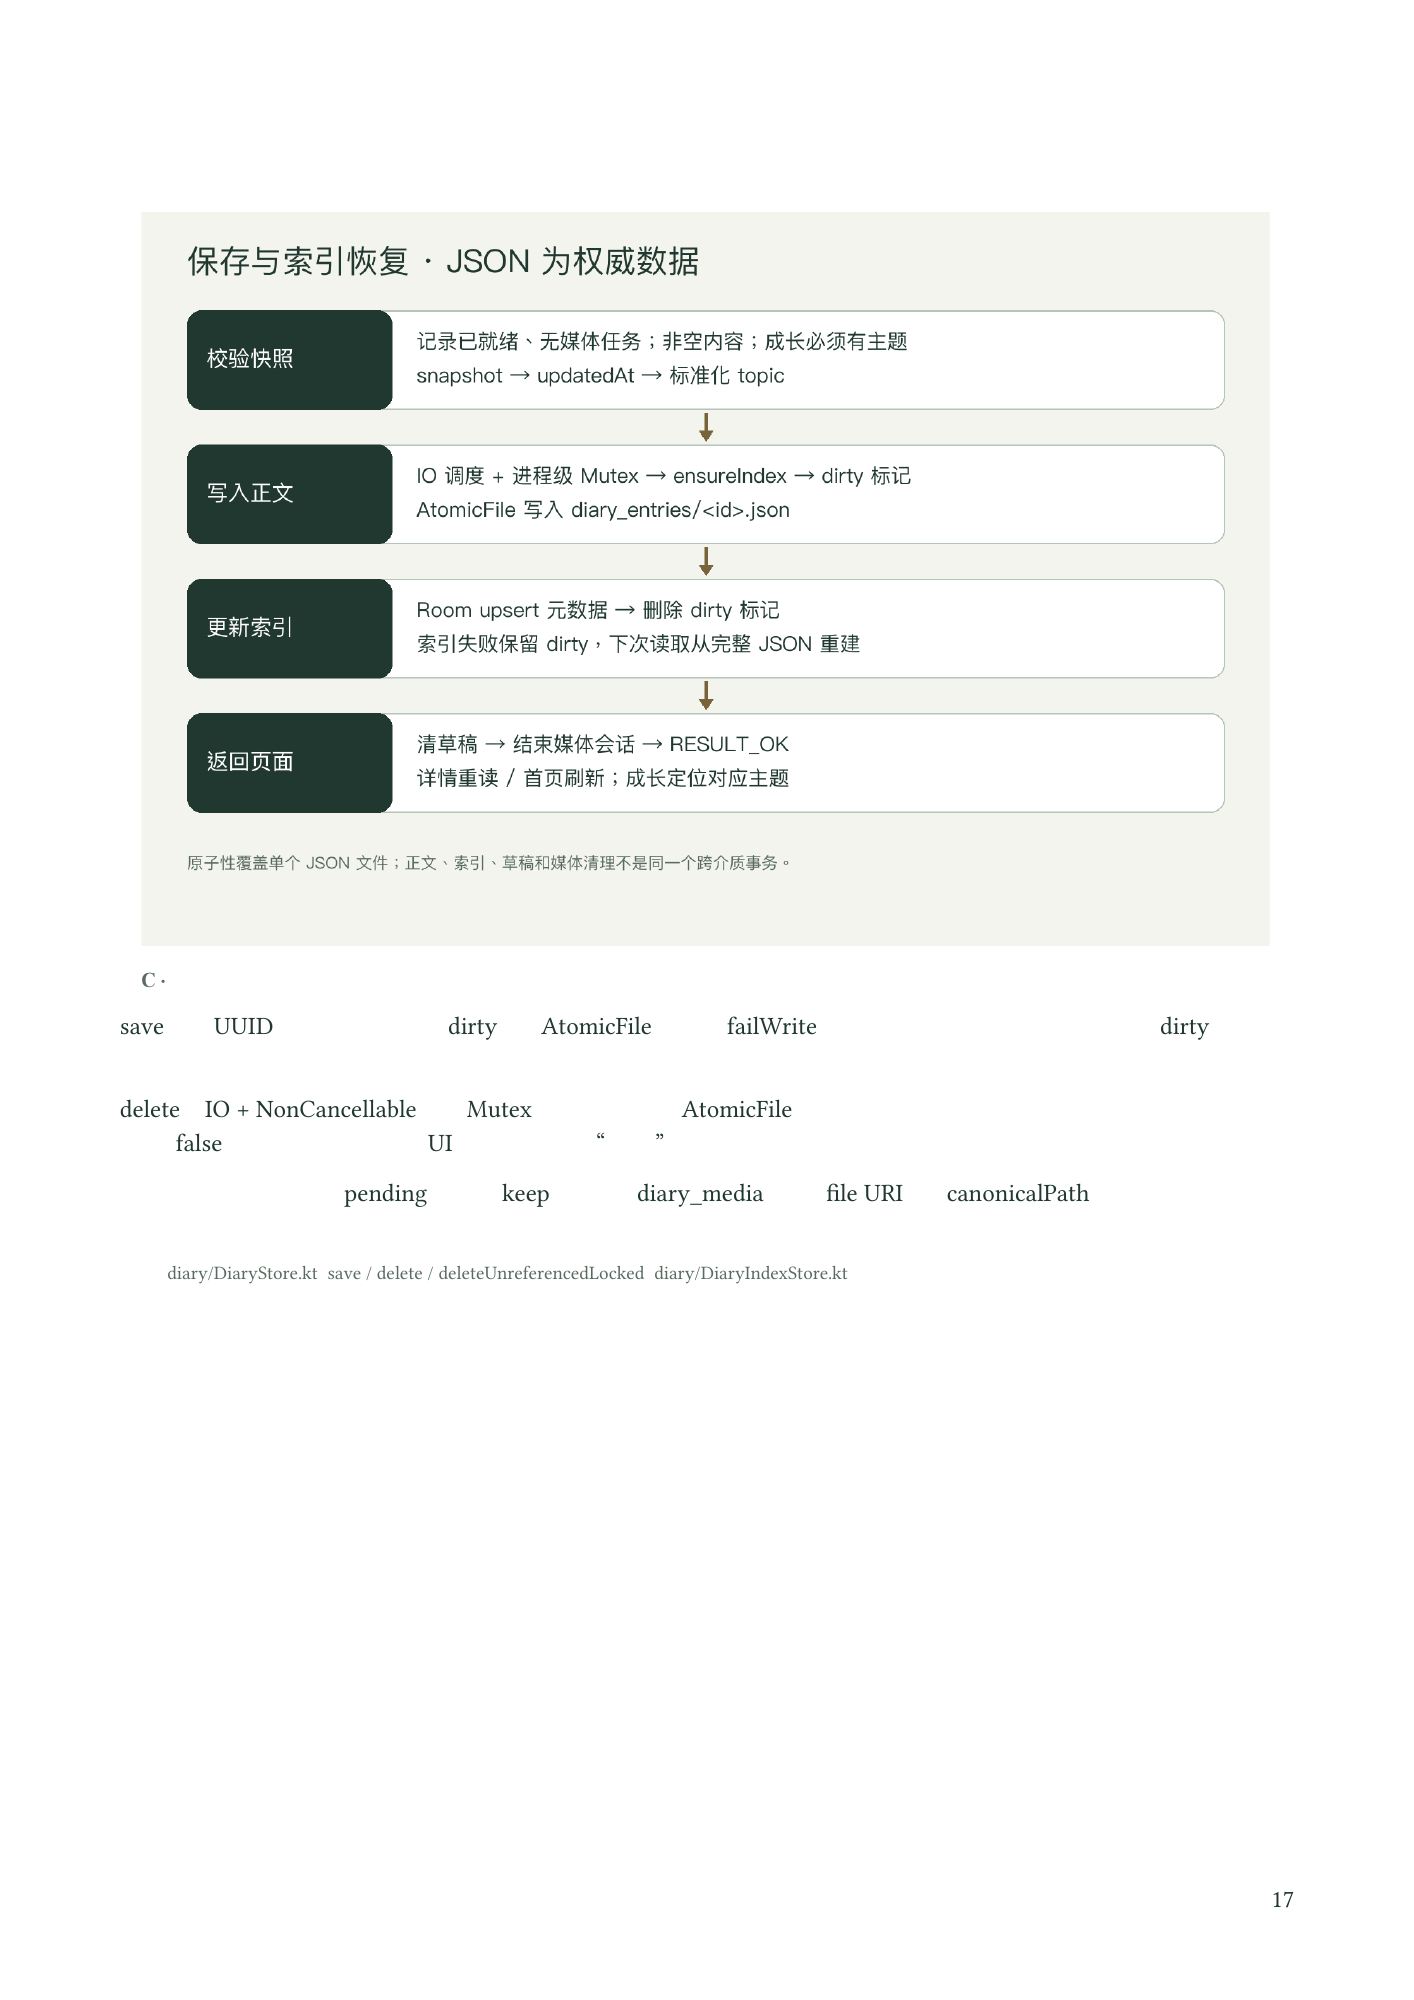 保存与索引恢复 · JSON 为权威数据
校验快照
记录已就绪、无媒体任务；非空内容；成长必须有主题
snapshot → updatedAt → 标准化 topic
写入正文
IO 调度 + 进程级 Mutex → ensureIndex → dirty 标记
AtomicFile 写入 diary_entries/<id>.json
更新索引
Room upsert 元数据 → 删除 dirty 标记
索引失败保留 dirty，下次读取从完整 JSON 重建
返回页面
清草稿 → 结束媒体会话 → RESULT_OK
详情重读 / 首页刷新；成长定位对应主题
原子性覆盖单个 JSON 文件；正文、索引、草稿和媒体清理不是同一个跨介质事务。
C ·
save UUID dirty AtomicFile failWrite dirty
delete IO + NonCancellable Mutex AtomicFile
false UI “ ”
pending keep diary_media file URI canonicalPath
diary/DiaryStore.kt save / delete / deleteUnreferencedLocked diary/DiaryIndexStore.kt
17